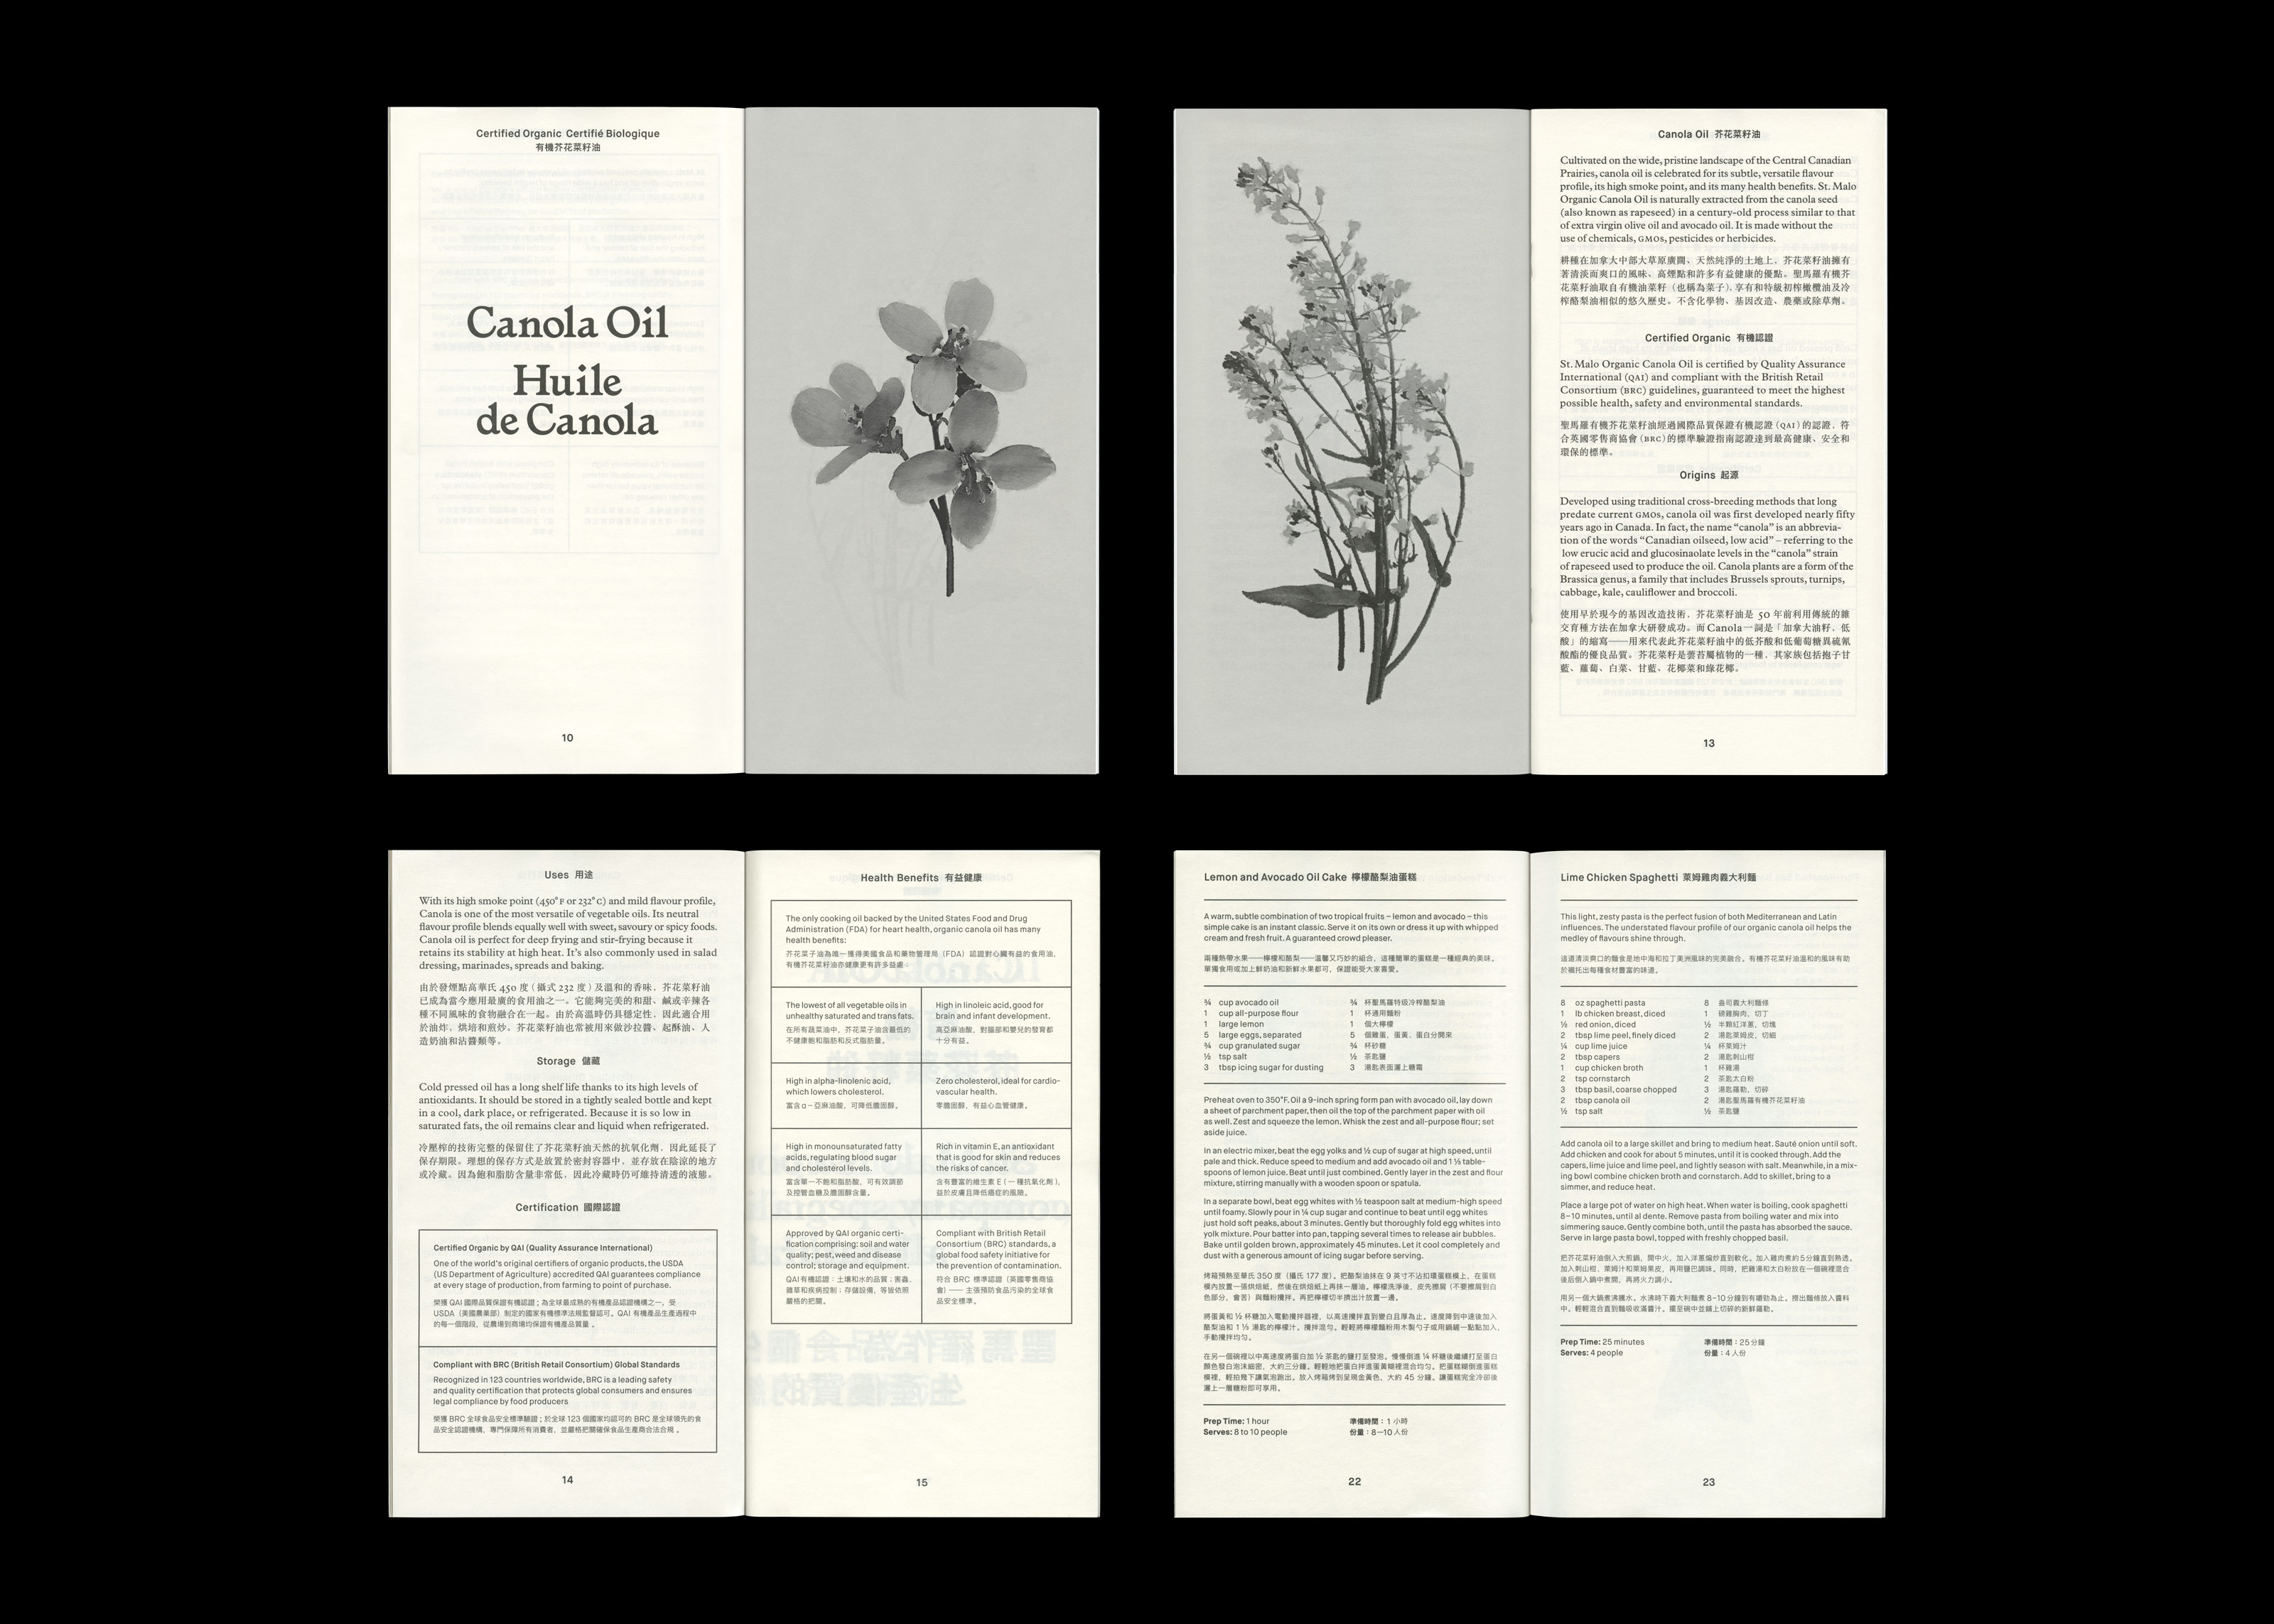 Certified Organic Certifié Biologique
有機芥花菜籽油
Canola Oil
Huile
de Canola
10
Canola Oil 芥花菜籽油
Cultivated on the wide, pristine landscape of the Central Canadian
Prairies, canola oil is celebrated for its subtle, versatile flavour
profile, its high smoke point, and its many health benefits. St. Malo
Organic Canola Oil is naturally extracted from the canola seed
(also known as rapeseed) in a century-old process similar to that
of extra virgin olive oil and avocado oil. It is made without the
use of chemicals, GMOs, pesticides or herbicides.
耕種在加拿大中部大草原廣闊、天然純淨的土地上，芥花菜籽油擁有
著清淡而爽口的風味、高煙點和許多有益健康的優點。聖馬羅有機芥
花菜籽油取自有機油菜籽（也稱為菜子），享有和特級初榨橄欖油及冷
榨酪梨油相似的悠久歷史。不含化學物、基因改造、農藥或除草劑。
Certified Organic 有機認證
St. Malo Organic Canola Oil is certified by Quality Assurance
International (QAI) and compliant with the British Retail
Consortium (BRC) guidelines, guaranteed to meet the highest
possible health, safety and environmental standards.
聖馬羅有機芥花菜籽油經過國際品質保證有機認證（QAI）的認證，符
合英國零售商協會（BRC）的標準驗證指南認證達到最高健康、安全和
環保的標準。
Origins 起源
Developed using traditional cross-breeding methods that long
predate current GMOs, canola oil was first developed nearly fifty
years ago in Canada. In fact, the name “canola” is an abbrevia-
tion of the words “Canadian oilseed, low acid” – referring to the
low erucic acid and glucosinaolate levels in the “canola” strain
of rapeseed used to produce the oil. Canola plants are a form of the
Brassica genus, a family that includes Brussels sprouts, turnips,
cabbage, kale, cauliflower and broccoli.
使用早於現今的基因改造技術，芥花菜籽油是 50 年前利用傳統的雜
交育種方法在加拿大研發成功。而 Canola一詞是「加拿大油籽，低
酸」的縮寫——用來代表此芥花菜籽油中的低芥酸和低葡萄糖異硫氰
酸酯的優良品質。芥花菜籽是蕓苔屬植物的一種，其家族包括抱子甘
藍、蘿蔔、白菜、甘藍、花椰菜和綠花椰。
13
Uses 用途
With its high smoke point (450° F or 232° C) and mild flavour profile,
Canola is one of the most versatile of vegetable oils. Its neutral
flavour profile blends equally well with sweet, savoury or spicy foods.
Canola oil is perfect for deep frying and stir-frying because it
retains its stability at high heat. It’s also commonly used in salad
dressing, marinades, spreads and baking.
由於發煙點高華氏 450 度（攝式 232 度）及溫和的香味，芥花菜籽油
已成為當今應用最廣的食用油之一。它能夠完美的和甜、鹹或辛辣各
種不同風味的食物融合在一起。由於高溫時仍具穩定性，因此適合用
於油炸、烘培和煎炒。芥花菜籽油也常被用來做沙拉醬、起酥油、人
造奶油和沾醬類等。
Storage 儲藏
Cold pressed oil has a long shelf life thanks to its high levels of
antioxidants. It should be stored in a tightly sealed bottle and kept
in a cool, dark place, or refrigerated. Because it is so low in
saturated fats, the oil remains clear and liquid when refrigerated.
冷壓榨的技術完整的保留住了芥花菜籽油天然的抗氧化劑，因此延長了
保存期限。理想的保存方式是放置於密封容器中，並存放在陰涼的地方
或冷藏。因為飽和脂肪含量非常低，因此冷藏時仍可維持清透的液態。
Certification 國際認證
Certified Organic by QAI (Quality Assurance International)
One of the world’s original certifiers of organic products, the USDA
(US Department of Agriculture) accredited QAI guarantees compliance
at every stage of production, from farming to point of purchase.
榮獲 QAI 國際品質保證有機認證；為全球最成熟的有機產品認證機構之一，受
USDA（美國農業部）制定的國家有機標準法規監督認可。QAI 有機產品生產過程中
的每一個階段，從農場到商場均保證有機產品質量 。
Compliant with BRC (British Retail Consortium) Global Standards
Recognized in 123 countries worldwide, BRC is a leading safety
and quality certification that protects global consumers and ensures
legal compliance by food producers
榮獲 BRC 全球食品安全標準驗證；於全球 123 個國家均認可的 BRC 是全球領先的食
品安全認證機構，專門保障所有消費者，並嚴格把關確保食品生產商合法合規 。
14
Health Benefits 有益健康
The only cooking oil backed by the United States Food and Drug
Administration (FDA) for heart health, organic canola oil has many
health benefits:
芥花菜子油為唯一獲得美國食品和藥物管理局（FDA）認證對心臟有益的食用油，
有機芥花菜籽油亦健康更有許多益處：
The lowest of all vegetable oils in
unhealthy saturated and trans fats.
在所有蔬菜油中，芥花菜子油含最低的
不健康飽和脂肪和反式脂肪量。
High in linoleic acid, good for
brain and infant development.
高亞麻油酸，對腦部和嬰兒的發育都
十分有益。
High in alpha-linolenic acid,
which lowers cholesterol.
富含 α－亞麻油酸，可降低膽固醇。
Zero cholesterol, ideal for cardio-
vascular health.
零膽固醇，有益心血管健康。
High in monounsaturated fatty
acids, regulating blood sugar
and cholesterol levels.
富含單一不飽和脂肪酸，可有效調節
及控管血糖及膽固醇含量。
Rich in vitamin E, an antioxidant
that is good for skin and reduces
the risks of cancer.
含有豐富的維生素 E（一種抗氧化劑），
益於皮膚且降低癌症的風險。
Approved by QAI organic certi-
fication comprising: soil and water
quality; pest, weed and disease
control; storage and equipment.
QAI 有機認證：土壤和水的品質；害蟲、
雜草和疾病控制；存儲設備，等皆依照
嚴格的把關。
Compliant with British Retail
Consortium (BRC) standards, a
global food safety initiative for
the prevention of contamination.
符合 BRC 標準認證（英國零售商協
會）—— 主張預防食品污染的全球食
品安全標準。
15
Lemon and Avocado Oil Cake 檸檬酪梨油蛋糕
A warm, subtle combination of two tropical fruits – lemon and avocado – this
simple cake is an instant classic. Serve it on its own or dress it up with whipped
cream and fresh fruit. A guaranteed crowd pleaser.
兩種熱帶水果——檸檬和酪梨——溫馨又巧妙的組合，這種簡單的蛋糕是一種經典的美味。
單獨食用或加上鮮奶油和新鮮水果都可，保證能受大家喜愛。
¾ cup avocado oil
1 cup all-purpose flour
1 large lemon
5 large eggs, separated
¾ cup granulated sugar
½ tsp salt
3 tbsp icing sugar for dusting
¾ 杯聖馬羅特級冷榨酪梨油
1 杯通用麵粉
1 個大檸檬
5 個雞蛋，蛋黃、蛋白分開來
¾ 杯砂糖
½ 茶匙鹽
3 湯匙表面灑上糖霜
Preheat oven to 350°F. Oil a 9-inch spring form pan with avocado oil, lay down
a sheet of parchment paper, then oil the top of the parchment paper with oil
as well. Zest and squeeze the lemon. Whisk the zest and all-purpose flour; set
aside juice.
In an electric mixer, beat the egg yolks and ½ cup of sugar at high speed, until
pale and thick. Reduce speed to medium and add avocado oil and 1 ½ table-
spoons of lemon juice. Beat until just combined. Gently layer in the zest and flour
mixture, stirring manually with a wooden spoon or spatula.
In a separate bowl, beat egg whites with ½ teaspoon salt at medium-high speed
until foamy. Slowly pour in ¼ cup sugar and continue to beat until egg whites
just hold soft peaks, about 3 minutes. Gently but thoroughly fold egg whites into
yolk mixture. Pour batter into pan, tapping several times to release air bubbles.
Bake until golden brown, approximately 45 minutes. Let it cool completely and
dust with a generous amount of icing sugar before serving.
烤箱預熱至華氏 350 度（攝氏 177 度）。把酪梨油抹在 9 英寸不沾扣環蛋糕模上，在蛋糕
模內放置一張烘焙紙，然後在烘焙紙上再抹一層油。檸檬洗淨後，皮先擦屑（不要擦屑到白
色部分，會苦）與麵粉攪拌。再把檸檬切半擠出汁放置一邊。
將蛋黃和 ½ 杯糖加入電動攪拌器裡，以高速攪拌直到變白且厚為止。速度降到中速後加入
酪梨油和 1 ½ 湯匙的檸檬汁。攪拌混勻。輕輕將檸檬麵粉用木製勺子或用鍋鏟一點點加入，
手動攪拌均勻。
在另一個碗裡以中高速度將蛋白加 ½ 茶匙的鹽打至發泡。慢慢倒進 ¼ 杯糖後繼續打至蛋白
顏色發白泡沫細密，大約三分鐘。輕輕地把蛋白拌進蛋黃糊裡混合均勻。把蛋糕糊倒進蛋糕
模裡，輕拍幾下讓氣泡跑出。放入烤箱烤到呈現金黃色，大約 45 分鐘。讓蛋糕完全冷卻後
灑上一層糖粉即可享用。
Prep Time: 1 hour
Serves: 8 to 10 people
準備時間：1 小時
份量：8—10 人份
22
Lime Chicken Spaghetti 萊姆雞肉義大利麵
This light, zesty pasta is the perfect fusion of both Mediterranean and Latin
influences. The understated flavour profile of our organic canola oil helps the
medley of flavours shine through.
這道清淡爽口的麵食是地中海和拉丁美洲風味的完美融合。有機芥花菜籽油溫和的風味有助
於襯托出每種食材豐富的味道。
8 oz spaghetti pasta
1 lb chicken breast, diced
½ red onion, diced
2 tbsp lime peel, finely diced
¼ cup lime juice
2 tbsp capers
1 cup chicken broth
2 tsp cornstarch
3 tbsp basil, coarse chopped
2 tbsp canola oil
½ tsp salt
8 盎司義大利麵條
1 磅雞胸肉，切丁
½ 半顆紅洋蔥，切塊
2 湯匙萊姆皮，切細
¼ 杯萊姆汁
2 湯匙刺山柑
1 杯雞湯
2 茶匙太白粉
3 湯匙羅勒，切碎
2 湯匙聖馬羅有機芥花菜籽油
½ 茶匙鹽
Add canola oil to a large skillet and bring to medium heat. Sauté onion until soft.
Add chicken and cook for about 5 minutes, until it is cooked through. Add the
capers, lime juice and lime peel, and lightly season with salt. Meanwhile, in a mix-
ing bowl combine chicken broth and cornstarch. Add to skillet, bring to a
simmer, and reduce heat.
Place a large pot of water on high heat. When water is boiling, cook spaghetti
8–10 minutes, until al dente. Remove pasta from boiling water and mix into
simmering sauce. Gently combine both, until the pasta has absorbed the sauce.
Serve in large pasta bowl, topped with freshly chopped basil.
把芥花菜籽油倒入大煎鍋，開中火，加入洋蔥煸炒直到軟化。加入雞肉煮約 5 分鐘直到熟透。
加入刺山柑，萊姆汁和萊姆果皮，再用鹽巴調味。同時，把雞湯和太白粉放在一個碗裡混合
後倒入鍋中煮開，再將火力調小。
用另一個大鍋煮沸騰水。水沸時下義大利麵煮 8–10 分鐘到有嚼勁為止。撈出麵條放入醬料
中。輕輕混合直到麵吸收滿醬汁。擺至碗中並鋪上切碎的新鮮羅勒。
Prep Time: 25 minutes
Serves: 4 people
準備時間：25 分鐘
份量：4 人份
23